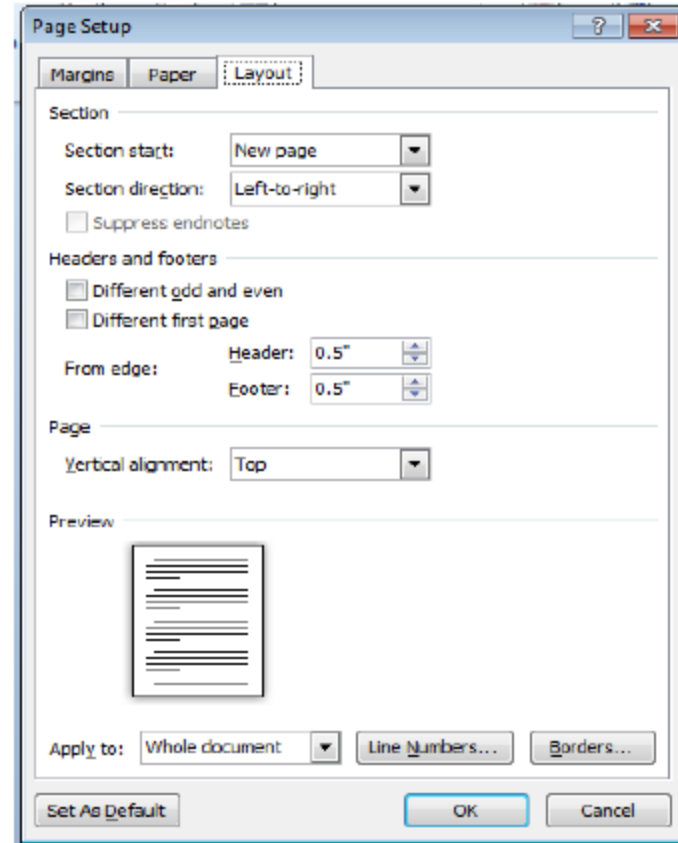 Page Setup
Margins Paper Layout
Section
Section start: New page
Section direction: Left-to-right
Suppress endnotes
Headers and footers
Different odd and even
Different first page
From edge:
Header: 0.5"
Footer: 0.5"
Page
Vertical alignment: Top
Preview
Apply to: Whole document Line Numbers... Borders...
Set As Default OK Cancel